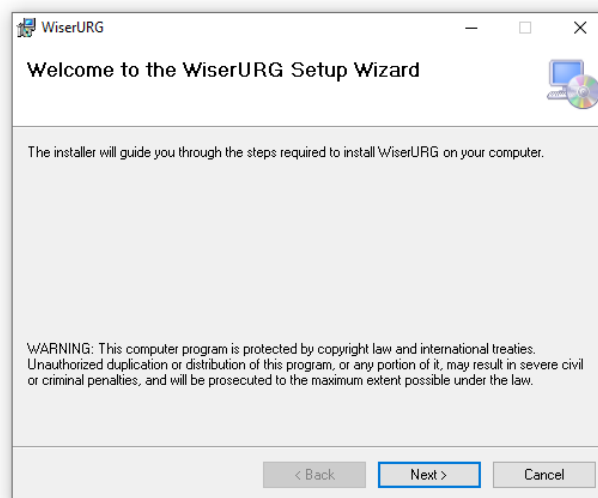 WiserURG
Welcome to the WiserURG Setup Wizard
The installer will guide you through the steps required to install WiserURG on your computer.
WARNING: This computer program is protected by copyright law and international treaties.
Unauthorized duplication or distribution of this program, or any portion of it, may result in severe civil
or criminal penalties, and will be prosecuted to the maximum extent possible under the law.
< Back
Next >
Cancel